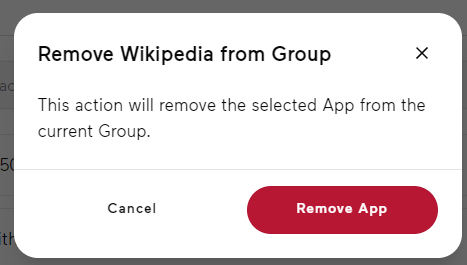 Remove Wikipedia from Group
This action will remove the selected App from the
current Group.
Cancel
Remove App